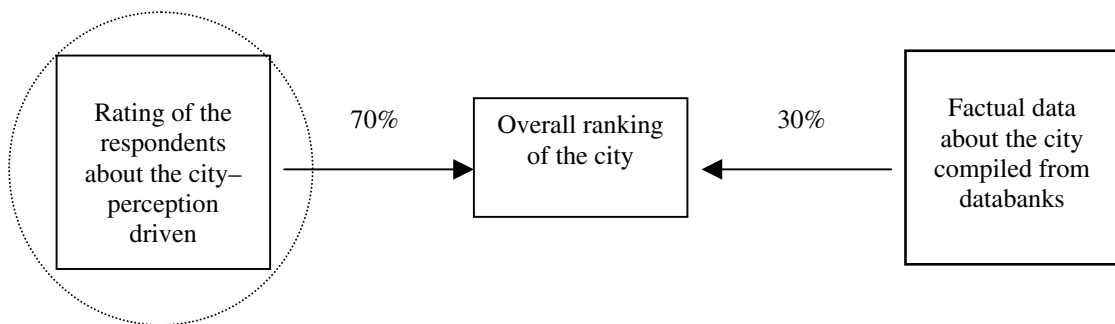 Rating of the
respondents
about the city–
perception
driven
70%
Overall ranking
of the city
30%
Factual data
about the city
compiled from
databanks